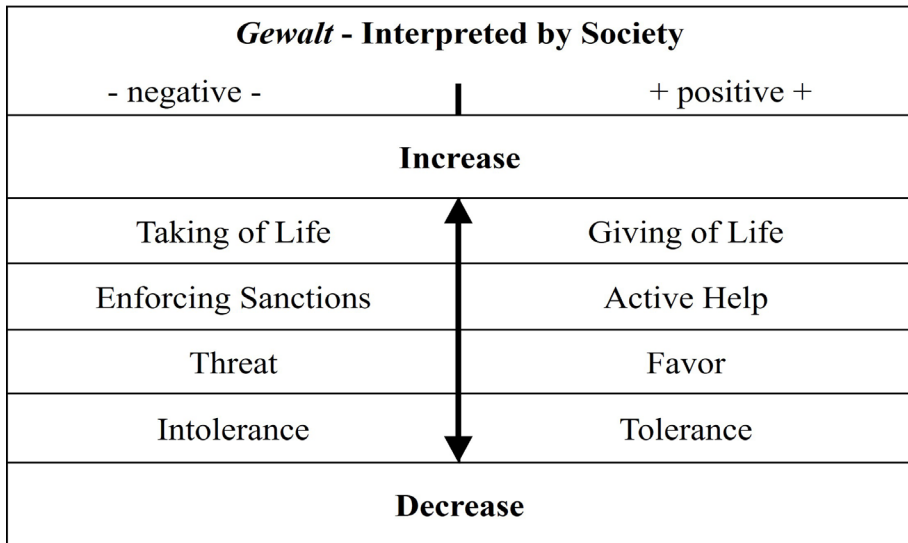 Gewalt - Interpreted by Society
- negative - + positive +
Increase
Taking of Life Giving of Life
Enforcing Sanctions Active Help
Threat Favor
Intolerance Tolerance
Decrease